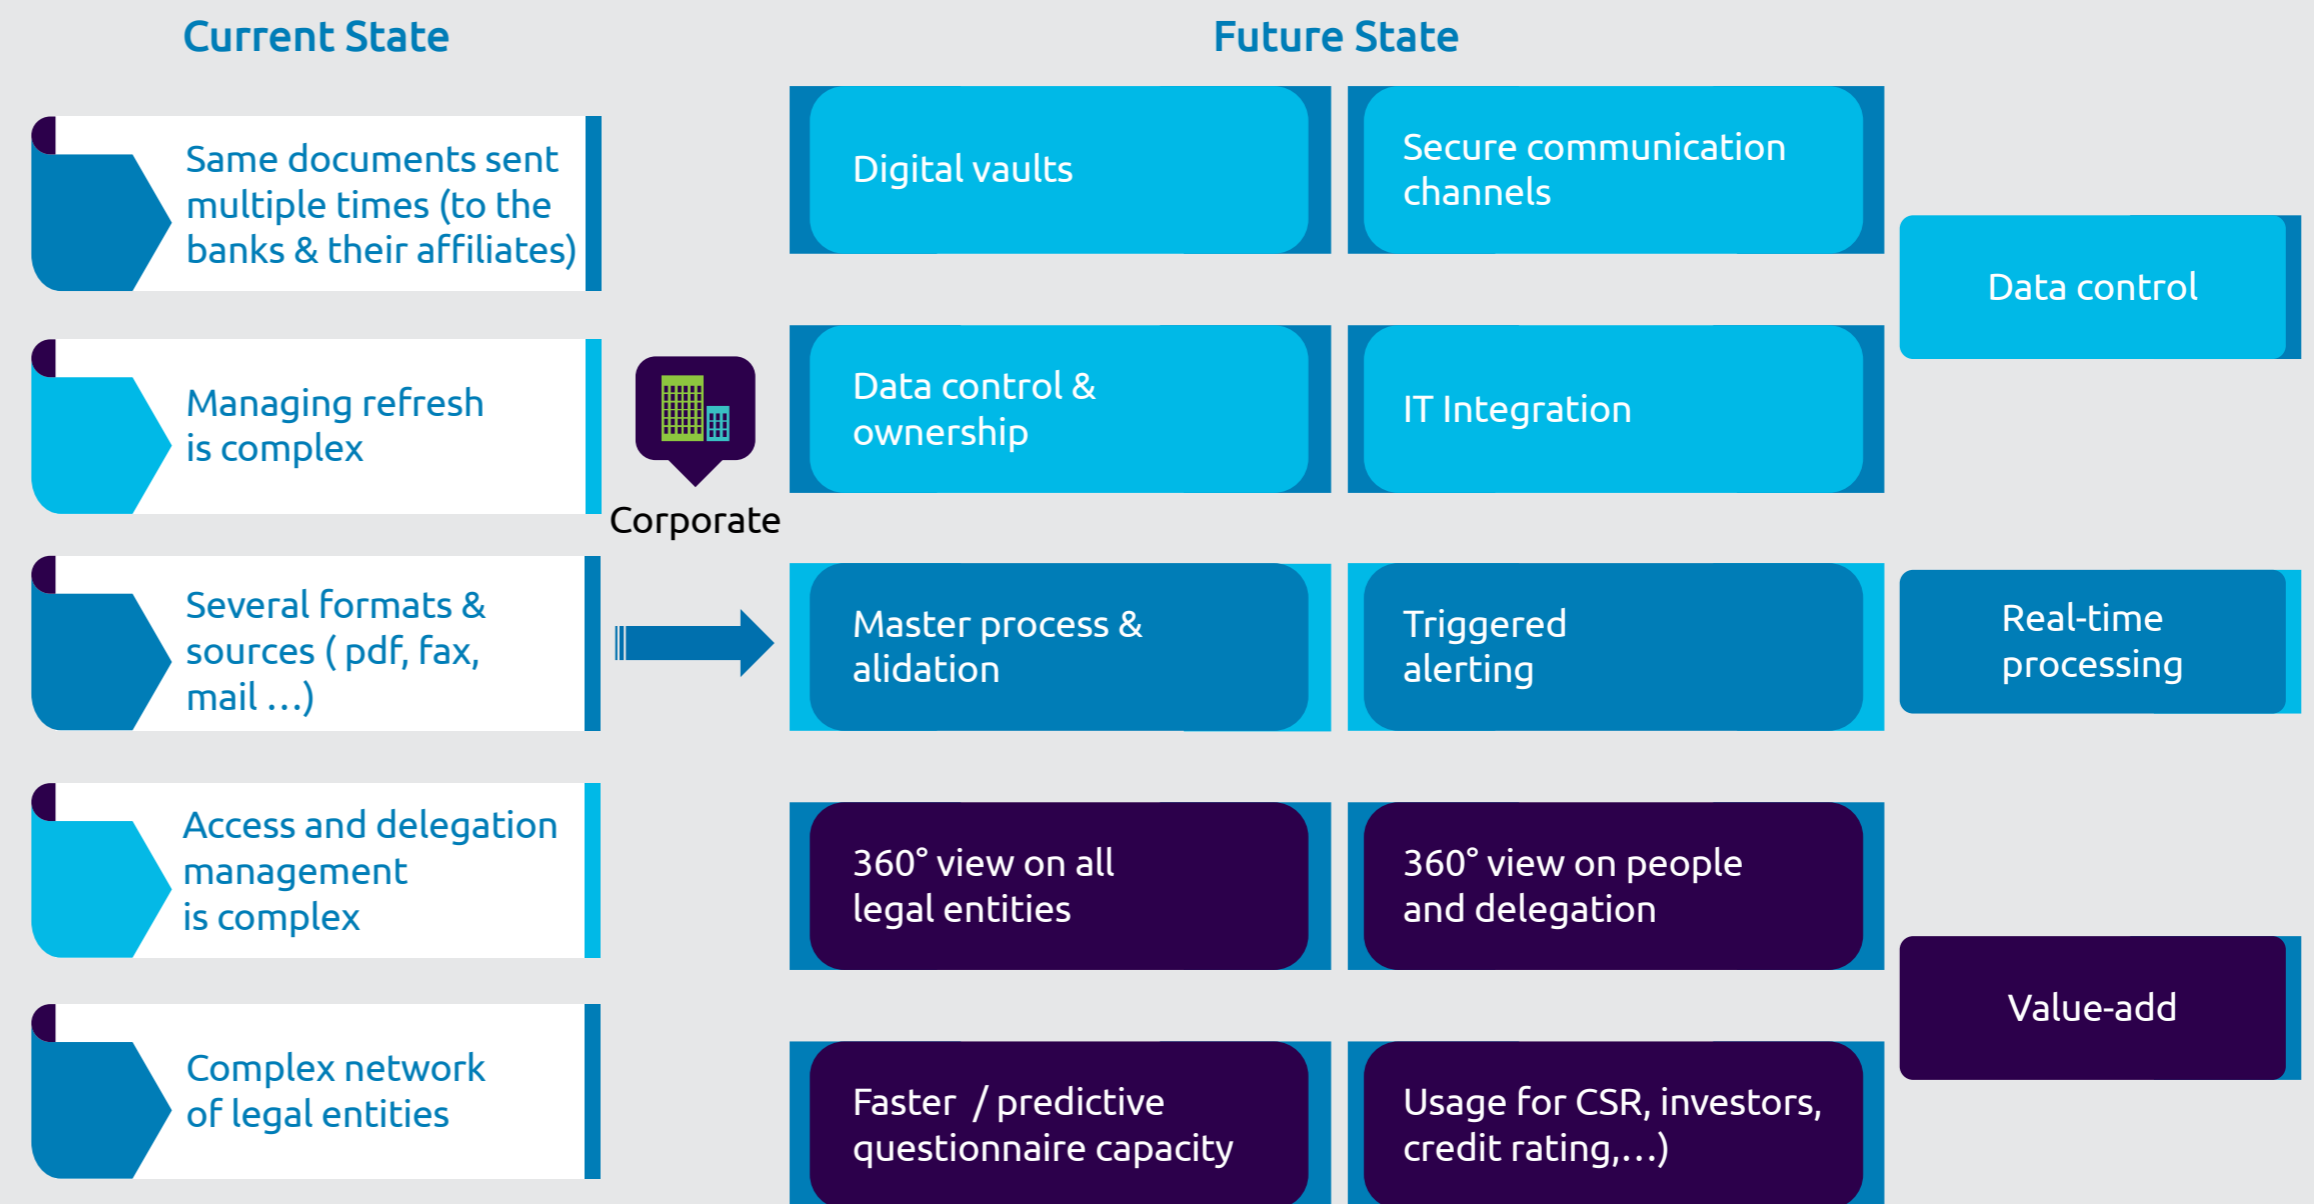 Current State
Future State
Same documents sent
multiple times (to the
banks & their affiliates)
Managing refresh
is complex
Several formats &
sources ( pdf, fax,
mail ...)
Access and delegation
management
is complex
Complex network
of legal entities
Corporate
Digital vaults
Secure communication
channels
Data control &
ownership
IT Integration
Data control
Master process &
alidation
Triggered
alerting
Real-time
processing
360° view on all
legal entities
360° view on people
and delegation
Faster / predictive
questionnaire capacity
Usage for CSR, investors,
credit rating,...)
Value-add